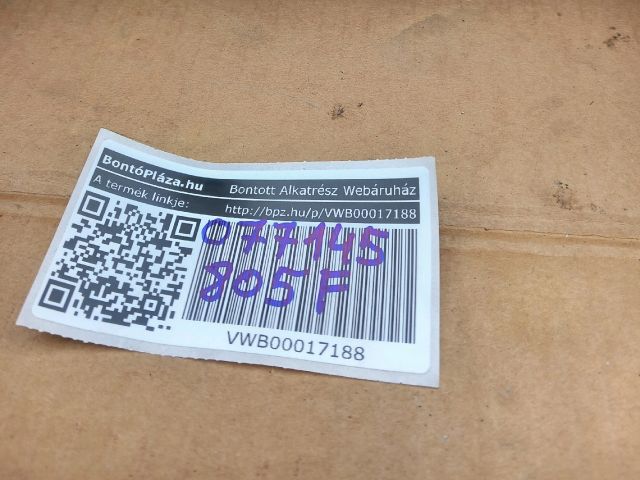 BontóPláza.hu Bontott Alkatrész Webáruház
A termék linkje: http://bpz.hu/p/VWB00017188
077145
805F
VWB00017188